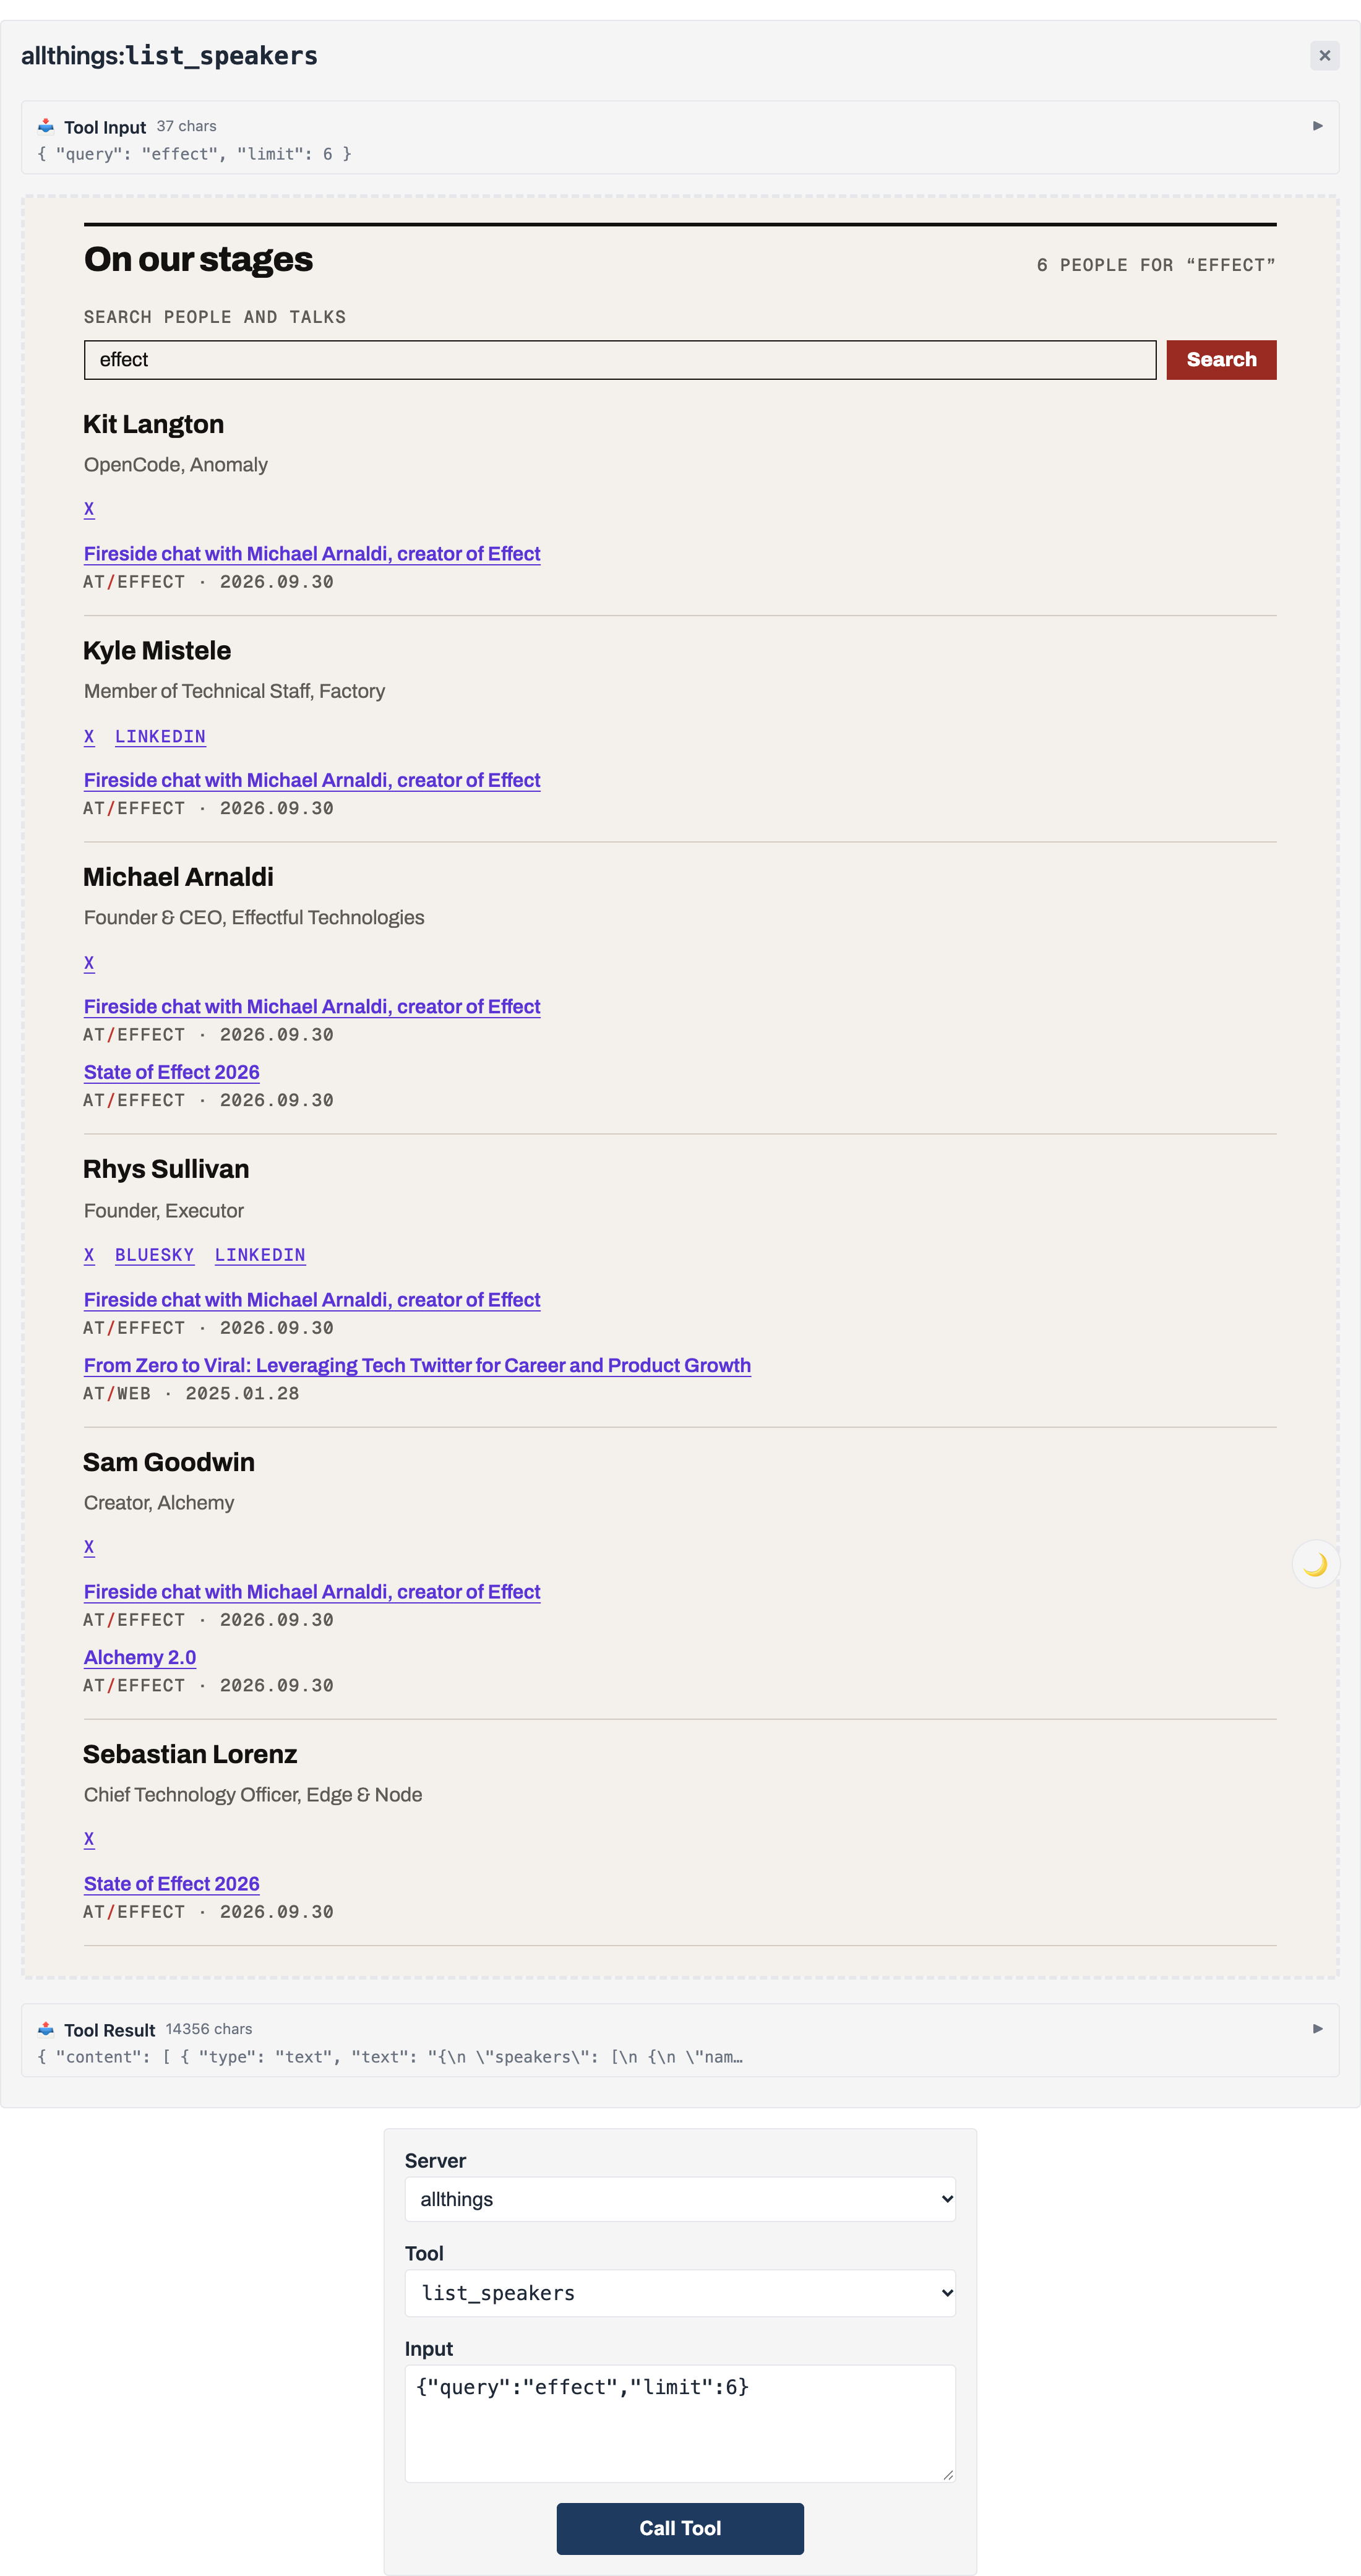 allthings:list_speakers
×
📥 Tool Input 37 chars ▶
{ "query": "effect", "limit": 6 }
On our stages
6 PEOPLE FOR “EFFECT”
SEARCH PEOPLE AND TALKS
effect
Search
Kit Langton
OpenCode, Anomaly
X
Fireside chat with Michael Arnaldi, creator of Effect
AT/EFFECT · 2026.09.30
Kyle Mistele
Member of Technical Staff, Factory
X LINKEDIN
Fireside chat with Michael Arnaldi, creator of Effect
AT/EFFECT · 2026.09.30
Michael Arnaldi
Founder & CEO, Effectful Technologies
X
Fireside chat with Michael Arnaldi, creator of Effect
AT/EFFECT · 2026.09.30
State of Effect 2026
AT/EFFECT · 2026.09.30
Rhys Sullivan
Founder, Executor
X BLUESKY LINKEDIN
Fireside chat with Michael Arnaldi, creator of Effect
AT/EFFECT · 2026.09.30
From Zero to Viral: Leveraging Tech Twitter for Career and Product Growth
AT/WEB · 2025.01.28
Sam Goodwin
Creator, Alchemy
X
Fireside chat with Michael Arnaldi, creator of Effect
AT/EFFECT · 2026.09.30
Alchemy 2.0
AT/EFFECT · 2026.09.30
Sebastian Lorenz
Chief Technology Officer, Edge & Node
X
State of Effect 2026
AT/EFFECT · 2026.09.30
📤 Tool Result 14356 chars ▶
{ "content": [ { "type": "text", "text": "{\n \"speakers\": [\n {\n \"nam…
Server
allthings
Tool
list_speakers
Input
{"query":"effect","limit":6}
Call Tool